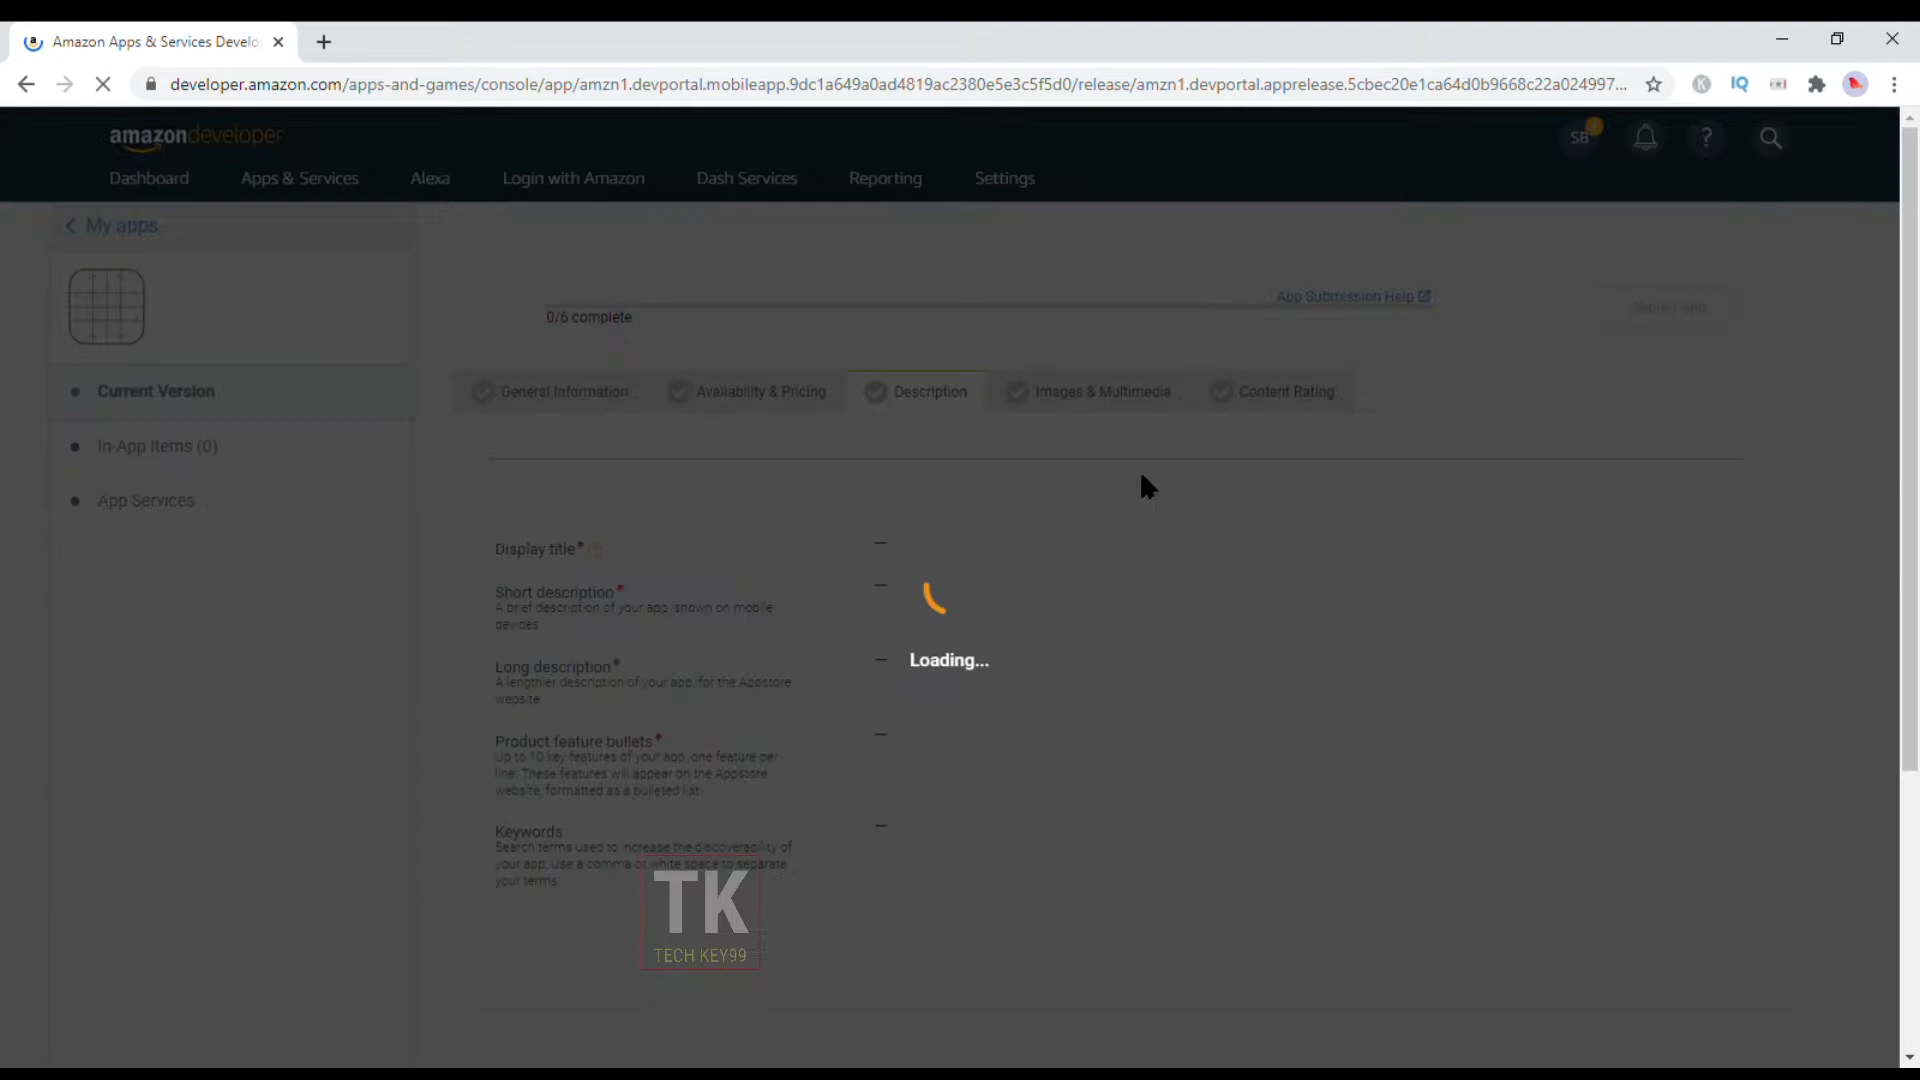 Amazon Apps & Services Develo
developer.amazon.com/apps-and-games/console/app/amzn1.devportal.mobileapp.9dc1a649a0ad4819ac2380e5e3c5f5d0/release/amzn1.devportal.apprelease.5cbec20e1ca64d0b9668c22a024997...
K
IQ
amazondeveloper
SB
?
Dashboard
Apps & Services
Alexa
Login with Amazon
Dash Services
Reporting
Settings
My apps
App Submission Help
Submit App
0/6 complete
Current Version
General Information
Availability & Pricing
Description
Images & Multimedia
Content Rating
In-App Items (0)
App Services
Display title*
Short description*
A brief description of your app, shown on mobile
devices.
Loading...
Long description*
A lengthier description of your app, for the Appstore
website.
Product feature bullets*
Up to 10 key features of your app, one feature per
line. These features will appear on the Appstore
website, formatted as a bulleted list.
Keywords
Search terms used to increase the discoverability of
your app. Use a comma or white space to separate
your terms.
TK
TECH KEY99